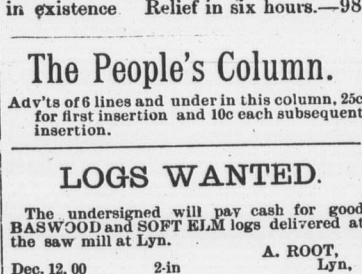 in existence Relief in six hours.—98
The People's Column.
Adv'ts of 6 lines and under in this column, 25c
for first insertion and 10c each subsequent
insertion.
LOGS WANTED.
The undersigned will pay cash for good
BASWOOD and SOFT ELM logs delivered at
the saw mill at Lyn.
A. ROOT,
Dec. 12, 00 2-in Lyn.